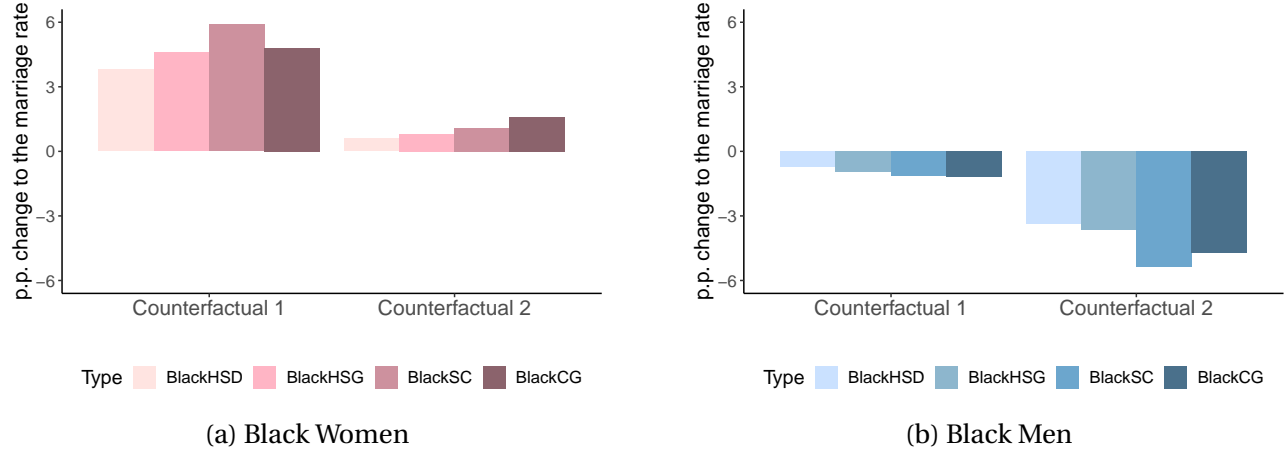 p.p. change to the marriage rate
6
3
0
−3
−6
Counterfactual 1
Counterfactual 2
Type BlackHSD BlackHSG BlackSC BlackCG
(a) Black Women
p.p. change to the marriage rate
6
3
0
−3
−6
Counterfactual 1
Counterfactual 2
Type BlackHSD BlackHSG BlackSC BlackCG
(b) Black Men